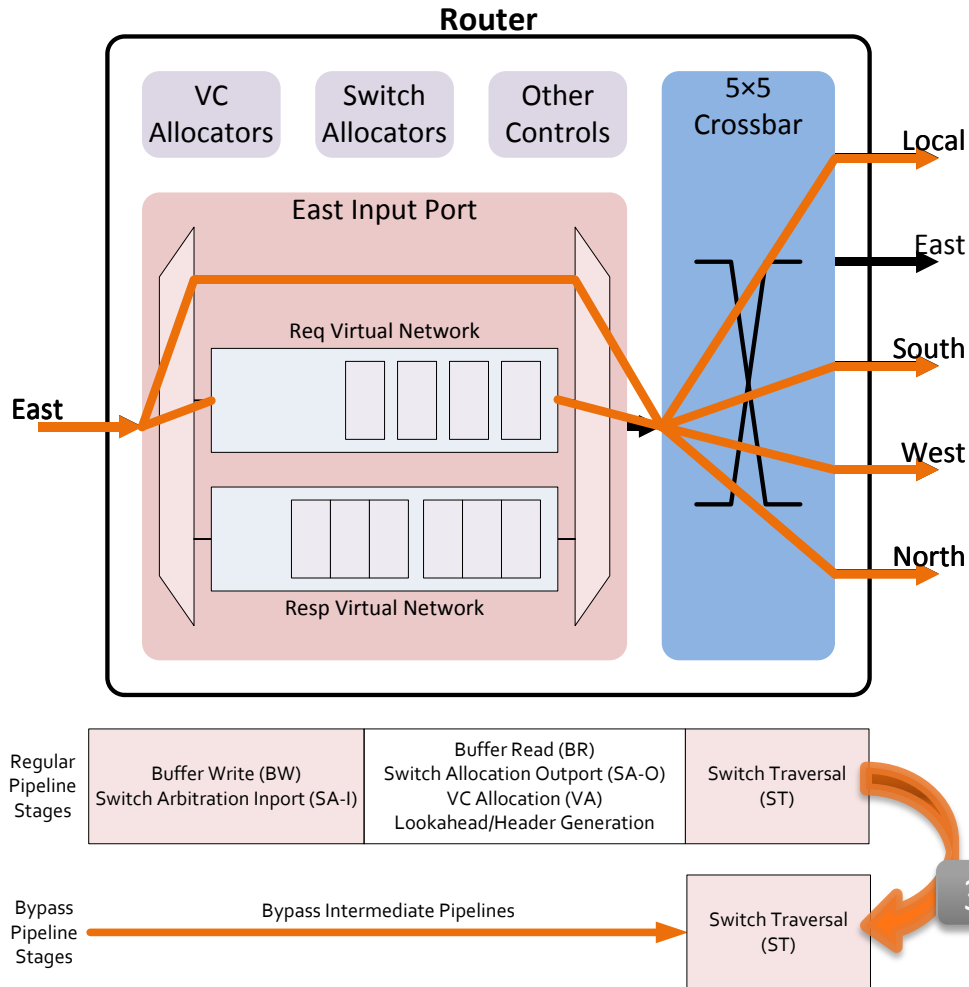 Router
VC
Allocators
Switch
Allocators
Other
Controls
5×5
Crossbar
Local
East
South
West
North
East Input Port
Req Virtual Network
East
Resp Virtual Network
Regular
Pipeline
Stages
Buffer Write (BW)
Switch Arbitration Inport (SA-I)
Buffer Read (BR)
Switch Allocation Outport (SA-O)
VC Allocation (VA)
Lookahead/Header Generation
Switch Traversal
(ST)
3
Bypass
Pipeline
Stages
Bypass Intermediate Pipelines
Switch Traversal
(ST)